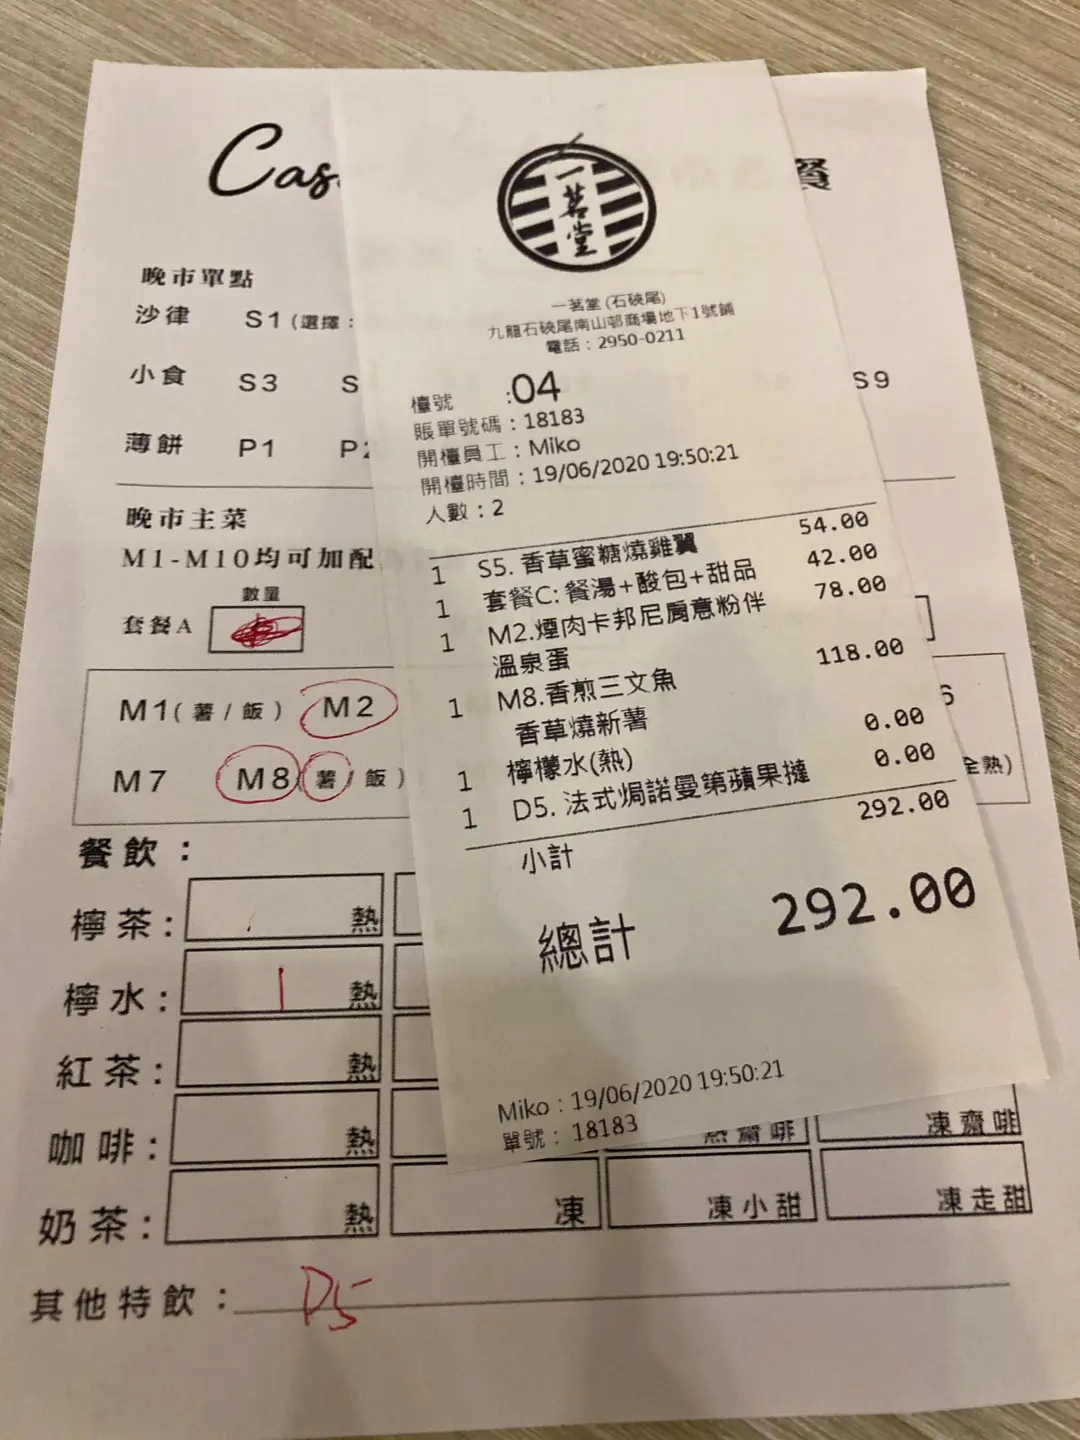 Cas
餐
晚市單點
沙律 S1(選擇：
小食 S3 S S9
薄餅 P1 P2
晚市主菜
M1-M10均可加配
數量
套餐A
M1(薯/飯) M2 6
M7 M8(薯/飯) 全熟)
餐飲：
檸茶： 熱
檸水： 1 熱
紅茶： 熱
咖啡： 熱 熱齋啡 凍齋啡
奶茶： 熱 凍 凍小甜 凍走甜
其他特飲： D5
一茗堂
一茗堂 (石硤尾)
九龍石硤尾南山邨商場地下1號鋪
電話：2950-0211
檯號 :04
賬單號碼：18183
開檯員工：Miko
開檯時間：19/06/2020 19:50:21
人數：2
1 S5. 香草蜜糖燒雞翼 54.00
1 套餐C: 餐湯+酸包+甜品 42.00
1 M2.煙肉卡邦尼扁意粉伴 78.00
溫泉蛋
1 M8.香煎三文魚 118.00
香草燒新薯
1 檸檬水(熱) 0.00
1 D5. 法式焗諾曼第蘋果撻 0.00
小計 292.00
總計 292.00
Miko：19/06/2020 19:50:21
單號：18183